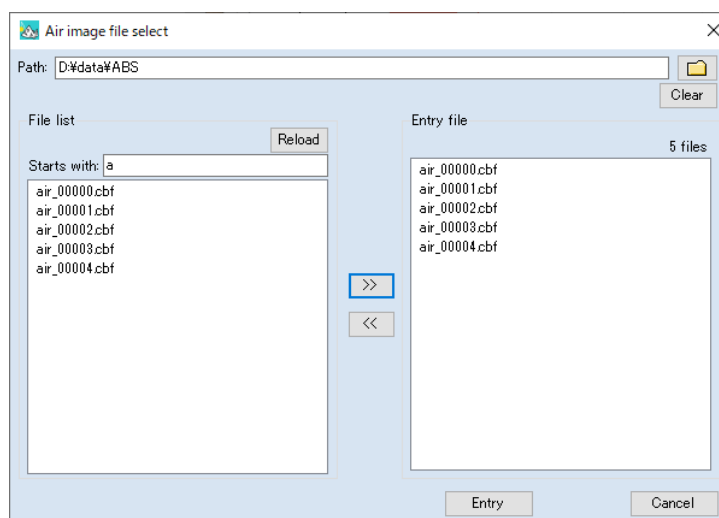 Air image file select
Path: D:¥data¥ABS
Clear
File list
Reload
Starts with: a
air_00000.cbf
air_00001.cbf
air_00002.cbf
air_00003.cbf
air_00004.cbf
>>
<<
Entry file
5 files
air_00000.cbf
air_00001.cbf
air_00002.cbf
air_00003.cbf
air_00004.cbf
Entry
Cancel